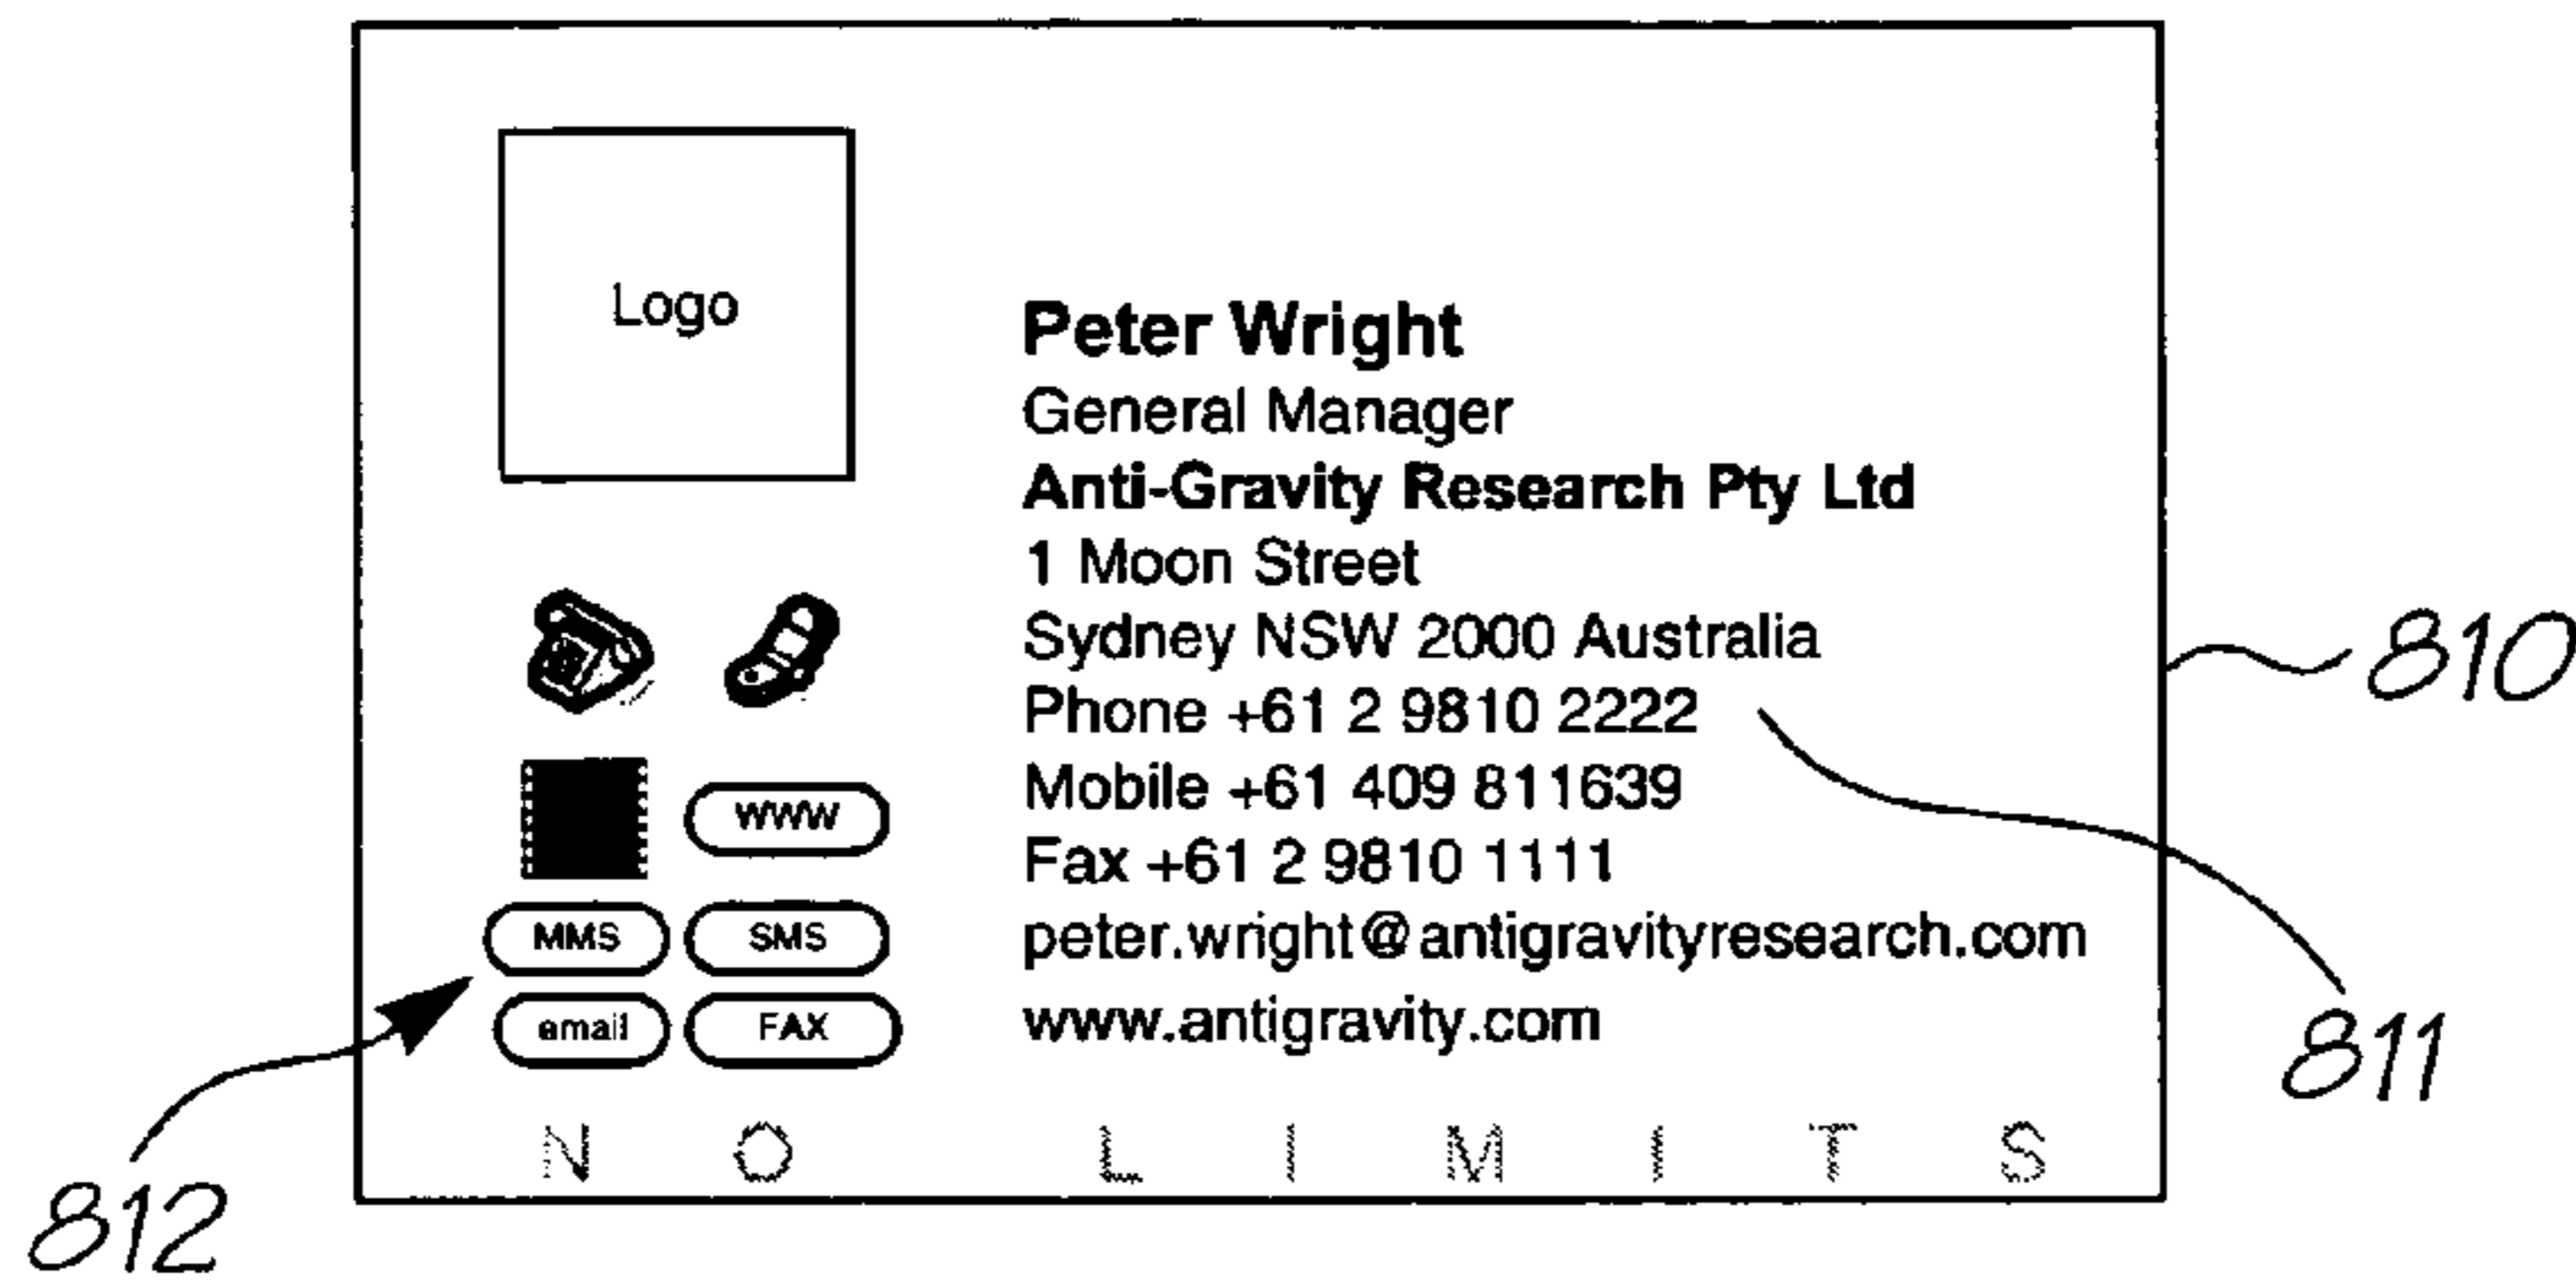 Logo
Peter Wright
General Manager
Anti-Gravity Research Pty Ltd
1 Moon Street
Sydney NSW 2000 Australia
Phone +61 2 9810 2222
Mobile +61 409 811639
Fax +61 2 9810 1111
peter.wright@antigravityresearch.com
www.antigravity.com
WWW
MMS SMS
email FAX
NO LIMITS
810
811
812